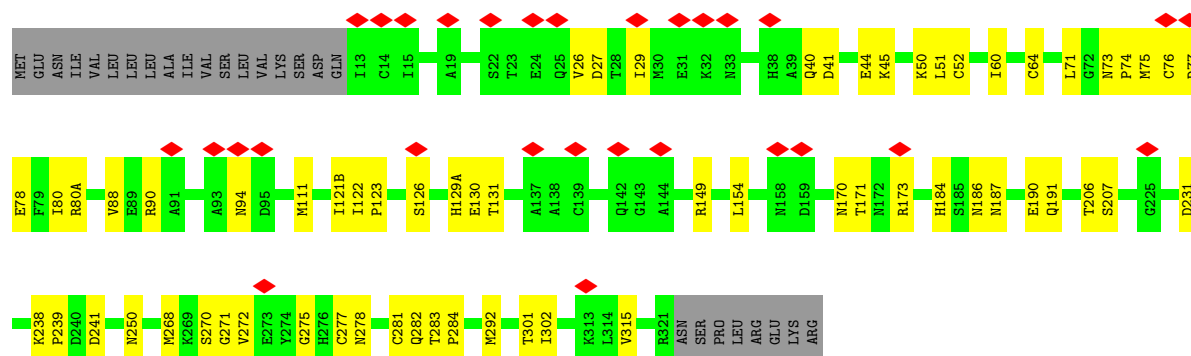 MET GLU ASN ILE VAL LEU LEU LEU ALA ILE VAL SER LEU VAL LYS SER ASP GLN I13 C14 I15 A19 S22 T23 E24 Q25 V26 D27 T28 I29 M30 E31 K32 N33 H38 A39 Q40 D41 E44 K45 K50 L51 C52 I60 C64 L71 G72 N73 P74 M75 C76
E78 F79 I80 R80A V88 E89 R90 A91 A93 N94 D95 M111 I121B I122 P123 S126 H129A E130 T131 A137 A138 C139 Q142 G143 A144 R149 L154 N158 D159 N170 T171 N172 R173 H184 S185 N186 N187 E190 Q191 T206 S207 G225 D231
K238 P239 D240 D241 N250 M268 K269 S270 G271 V272 E273 Y274 G275 H276 C277 N278 C281 Q282 T283 P284 M292 T301 I302 K313 L314 V315 R321 ASN SER PRO LEU ARG GLU LYS ARG